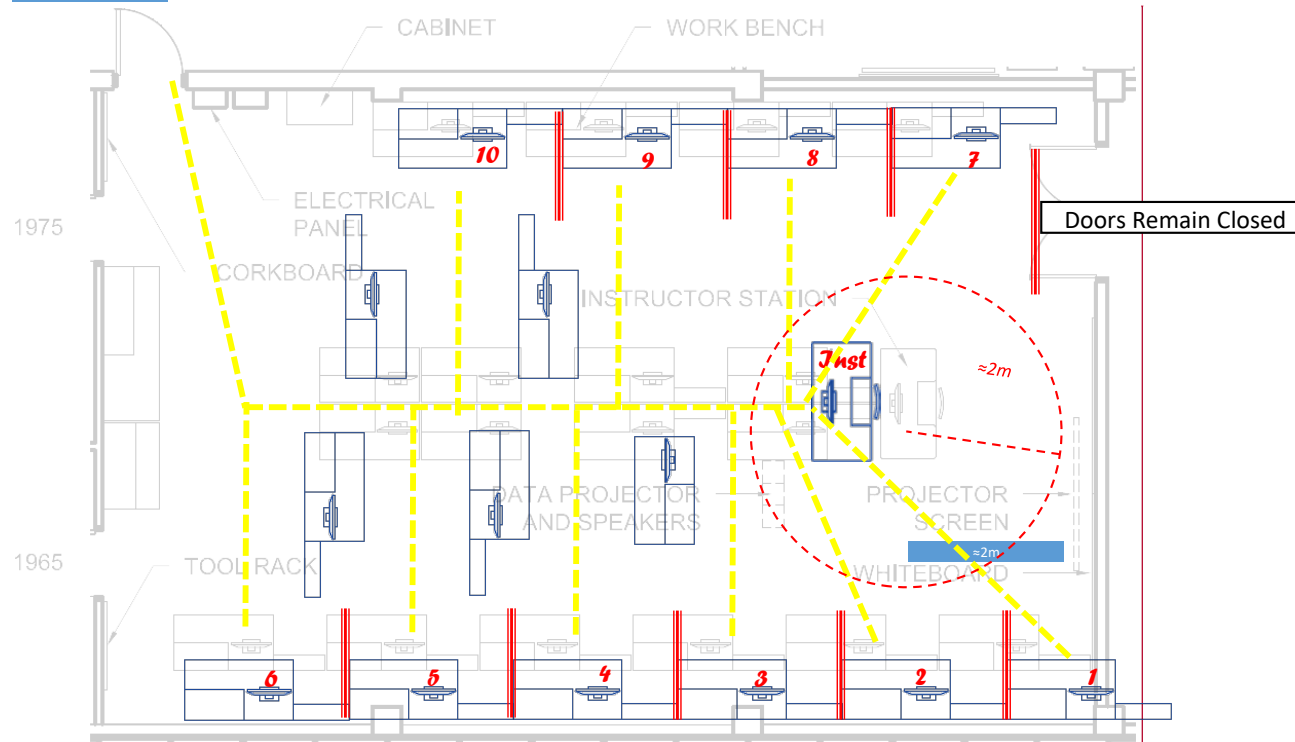 CABINET
WORK BENCH
10
9
8
7
ELECTRICAL
PANEL
1975
Doors Remain Closed
CORKBOARD
INSTRUCTOR STATION
Inst
≈2m
DATA PROJECTOR
AND SPEAKERS
PROJECTOR
SCREEN
≈2m
1965
TOOL RACK
WHITEBOARD
6
5
4
3
2
1